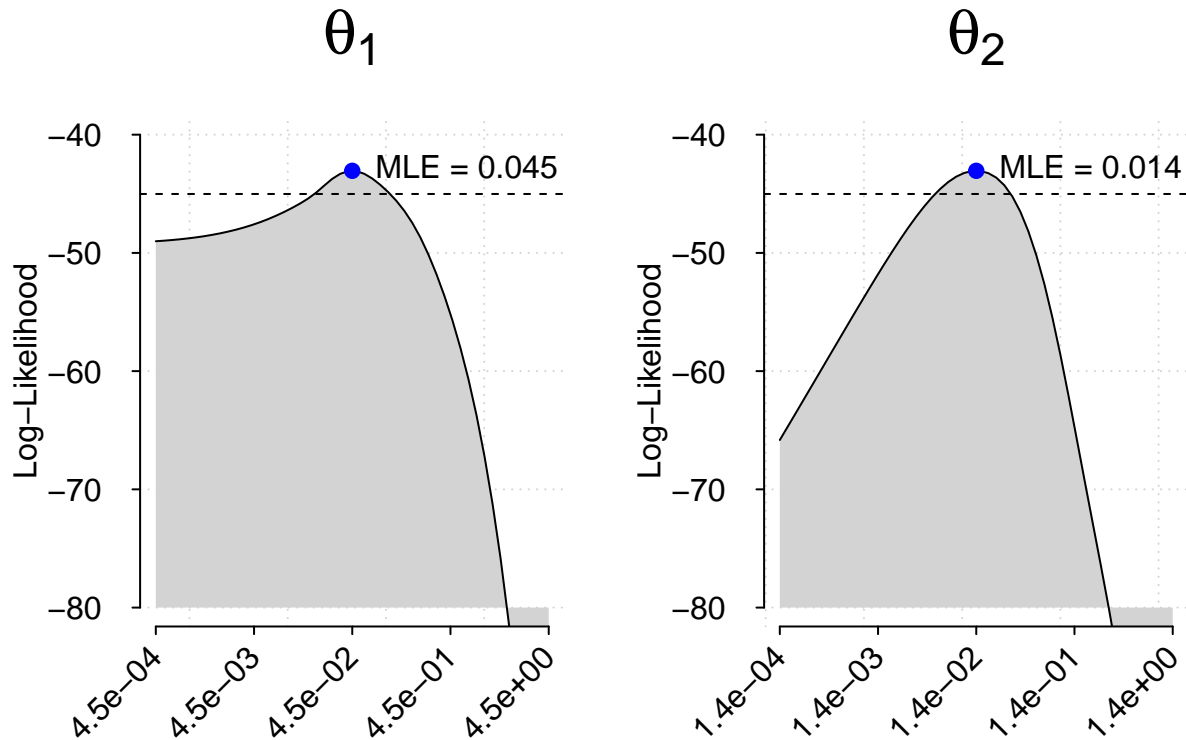 θ1
Log−Likelihood
−40
−50
−60
−70
−80
MLE = 0.045
4.5e−04
4.5e−03
4.5e−02
4.5e−01
4.5e+00
θ2
Log−Likelihood
−40
−50
−60
−70
−80
MLE = 0.014
1.4e−04
1.4e−03
1.4e−02
1.4e−01
1.4e+00